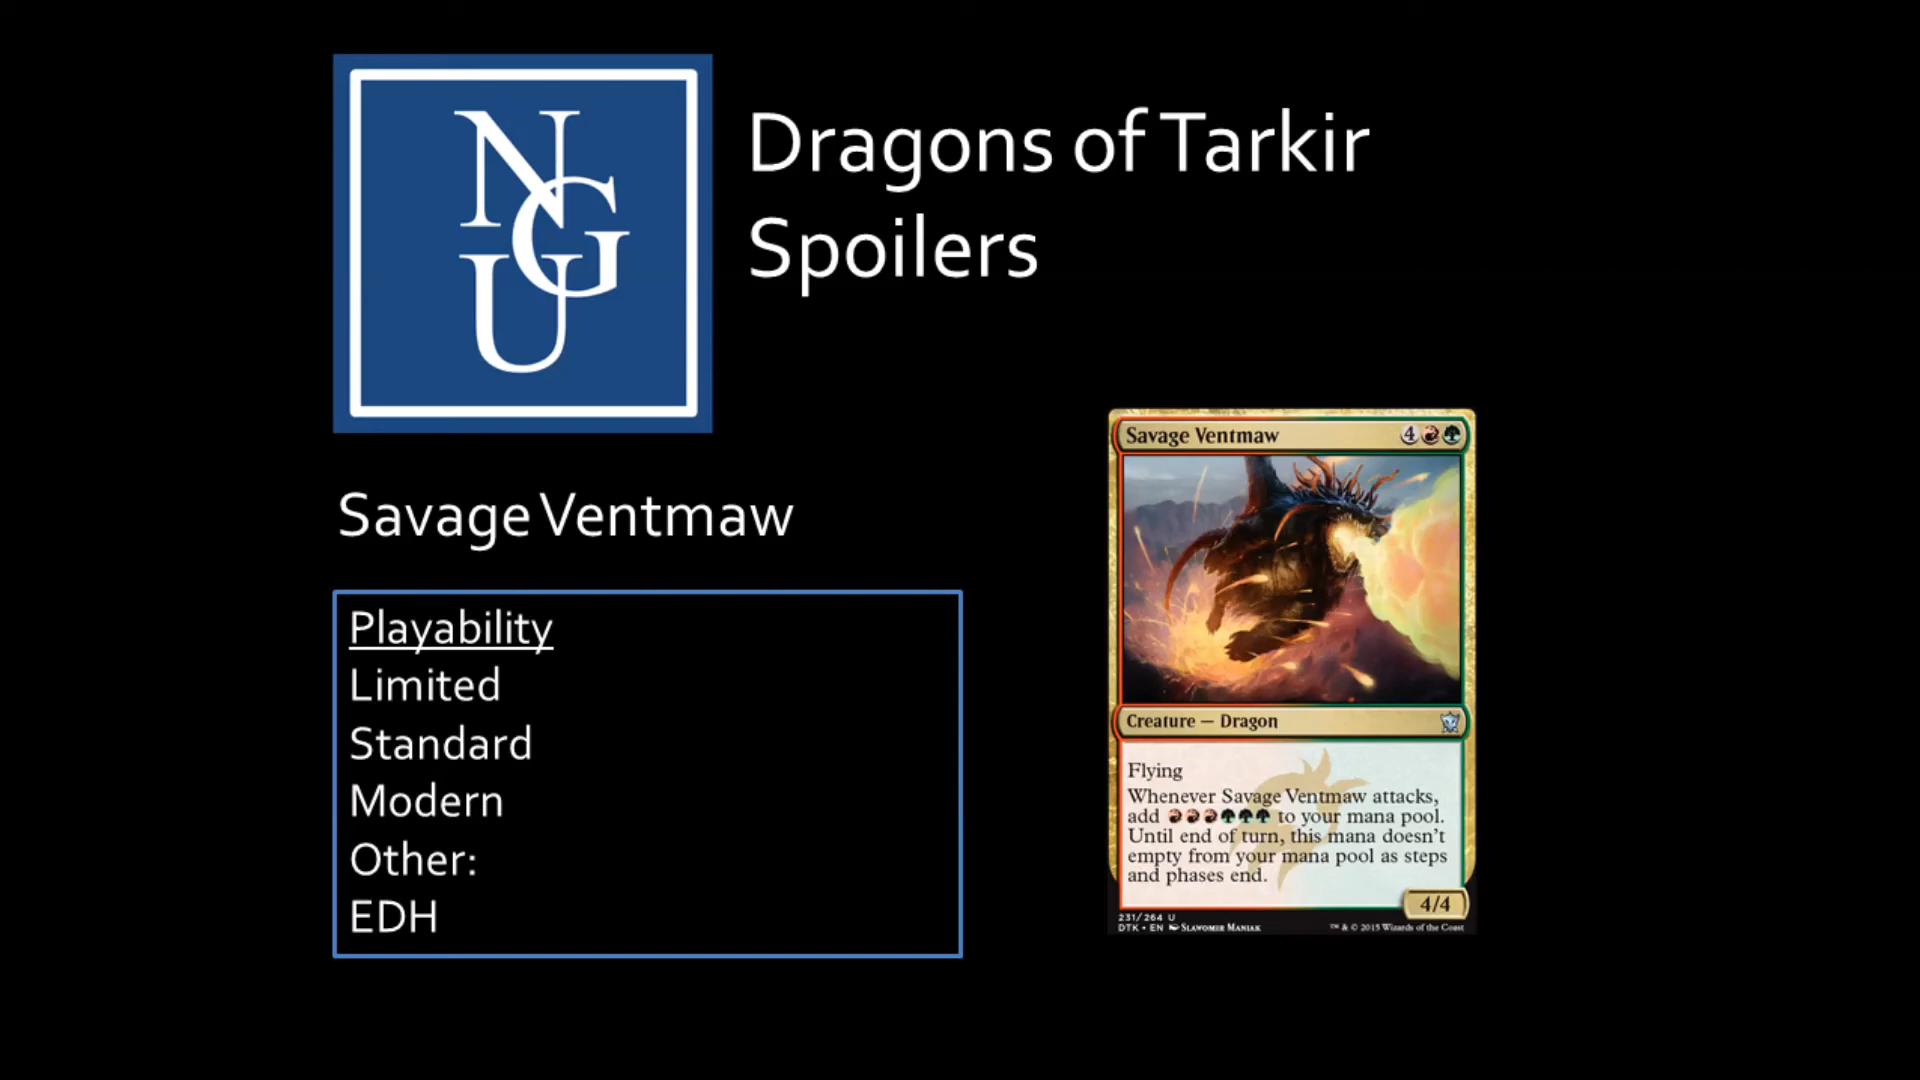 NGU
Dragons of Tarkir
Spoilers
Savage Ventmaw
Playability
Limited
Standard
Modern
Other:
EDH
Savage Ventmaw 4
Creature — Dragon
Flying
Whenever Savage Ventmaw attacks,
add to your mana pool.
Until end of turn, this mana doesn't
empty from your mana pool as steps
and phases end.
4/4
231/264 U
DTK • EN Slawomir Maniak
™ & © 2015 Wizards of the Coast